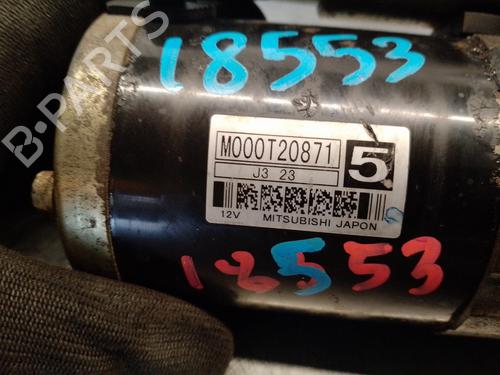 B-PARTS
18553
M000T20871
5
J3 23
12V MITSUBISHI JAPON
18553